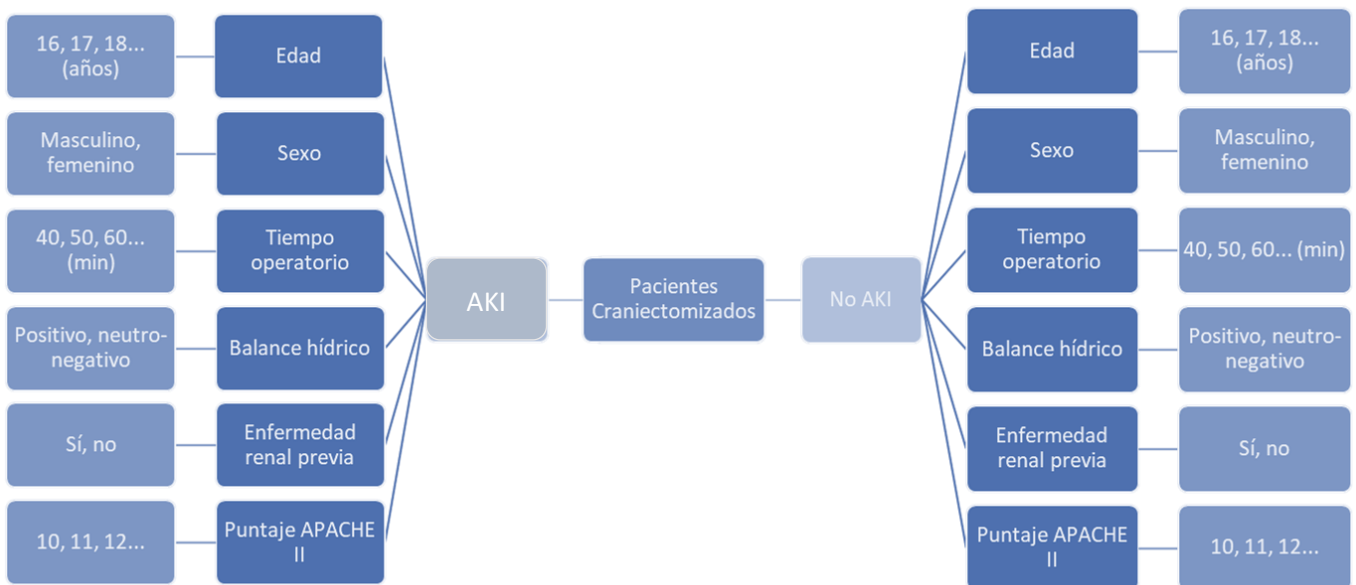 16, 17, 18...
(años)
Edad
Masculino,
femenino
Sexo
40, 50, 60...
(min)
Tiempo
operatorio
Positivo, neutro-
negativo
Balance hídrico
Sí, no
Enfermedad
renal previa
10, 11, 12...
Puntaje APACHE
II
AKI
Pacientes
Craniectomizados
No AKI
Edad
16, 17, 18...
(años)
Sexo
Masculino,
femenino
Tiempo
operatorio
40, 50, 60... (min)
Balance hídrico
Positivo, neutro-
negativo
Enfermedad
renal previa
Sí, no
Puntaje APACHE
II
10, 11, 12...